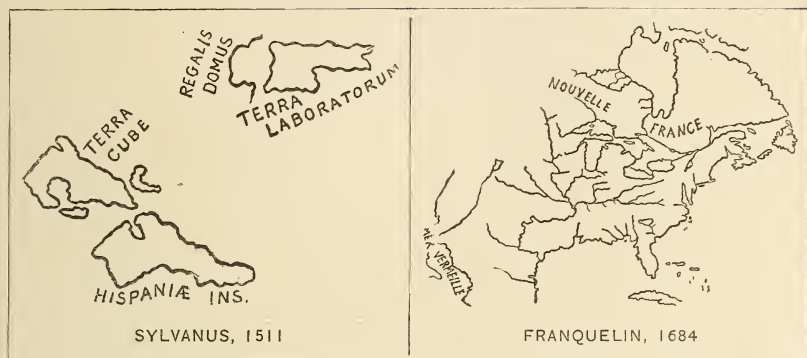 REGALIS
DOMUS
TERRA
LABORATORUM
TERRA
CUBE
HISPANIÆ INS.
SYLVANUS, 1511
NOUVELLE
FRANCE
MER VERMEILLE
FRANQUELIN, 1684